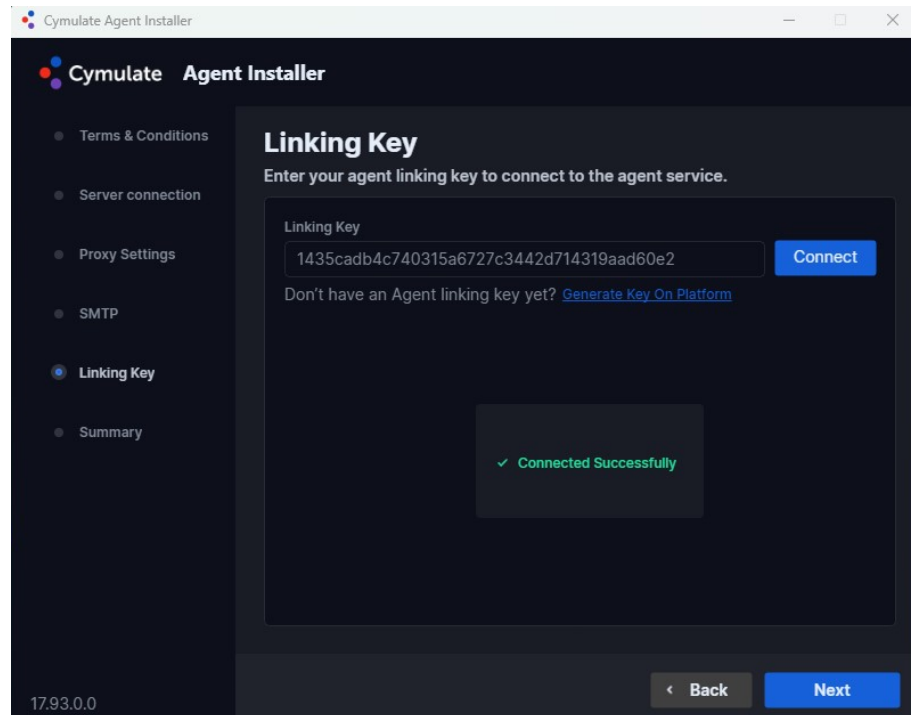 Cymulate Agent Installer
Cymulate Agent Installer
Terms & Conditions
Server connection
Proxy Settings
SMTP
Linking Key
Summary
17.93.0.0
Linking Key
Enter your agent linking key to connect to the agent service.
Linking Key
1435cadb4c740315a6727c3442d714319aad60e2
Connect
Don't have an Agent linking key yet? Generate Key On Platform
✓ Connected Successfully
‹ Back
Next